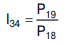 I₃₄ = P₁₉ / P₁₈